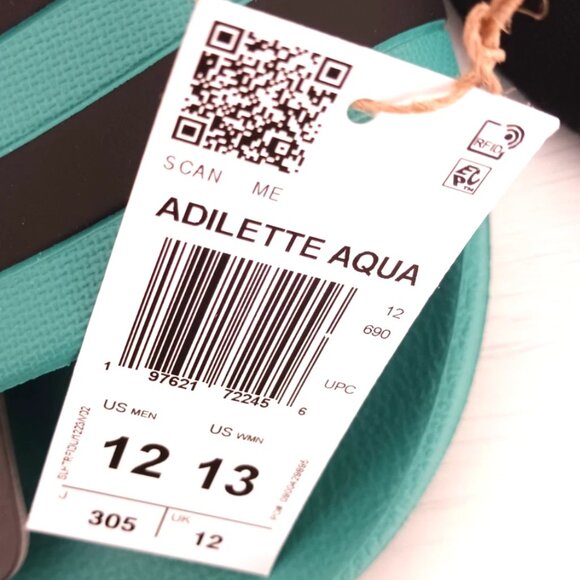 RFID
SCAN ME
ADILETTE AQUA
12
690
UPC
1 97621 72245 6
US MEN
US WMN
12
13
305
UK
12